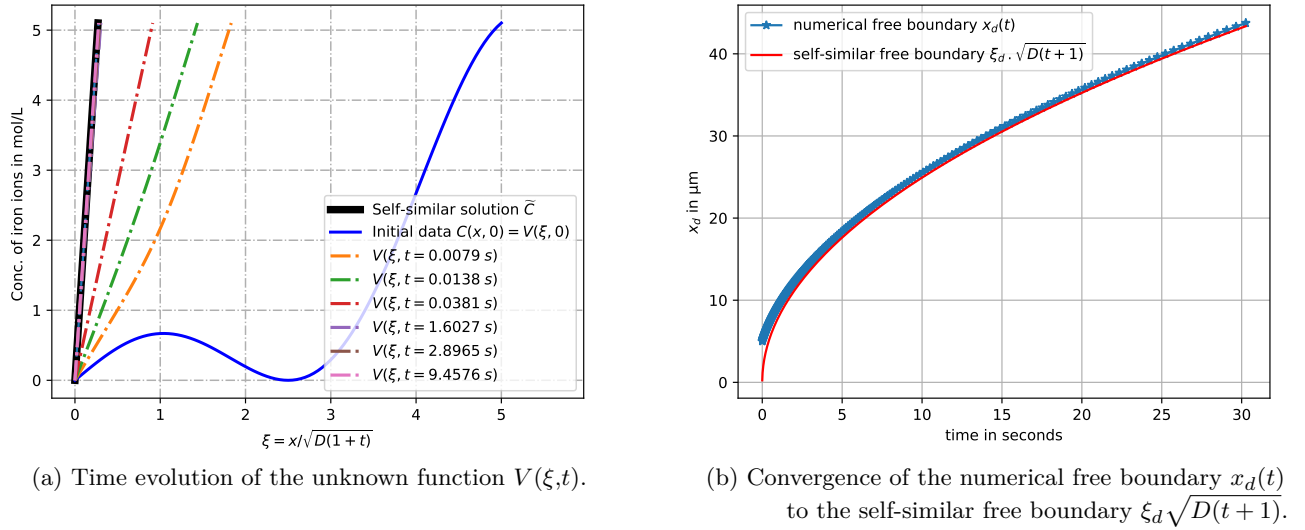 5
4
3
2
1
0
Conc. of iron ions in mol/L
Self-similar solution C̃
Initial data C(x, 0) = V(ξ, 0)
V(ξ, t = 0.0079 s)
V(ξ, t = 0.0138 s)
V(ξ, t = 0.0381 s)
V(ξ, t = 1.6027 s)
V(ξ, t = 2.8965 s)
V(ξ, t = 9.4576 s)
0 1 2 3 4 5
ξ = x/√D(1 + t)
(a) Time evolution of the unknown function V(ξ,t).
numerical free boundary x_d(t)
self-similar free boundary ξ_d . √D(t + 1)
40
30
20
10
0
x_d in µm
0 5 10 15 20 25 30
time in seconds
(b) Convergence of the numerical free boundary x_d(t)
to the self-similar free boundary ξ_d√D(t + 1).